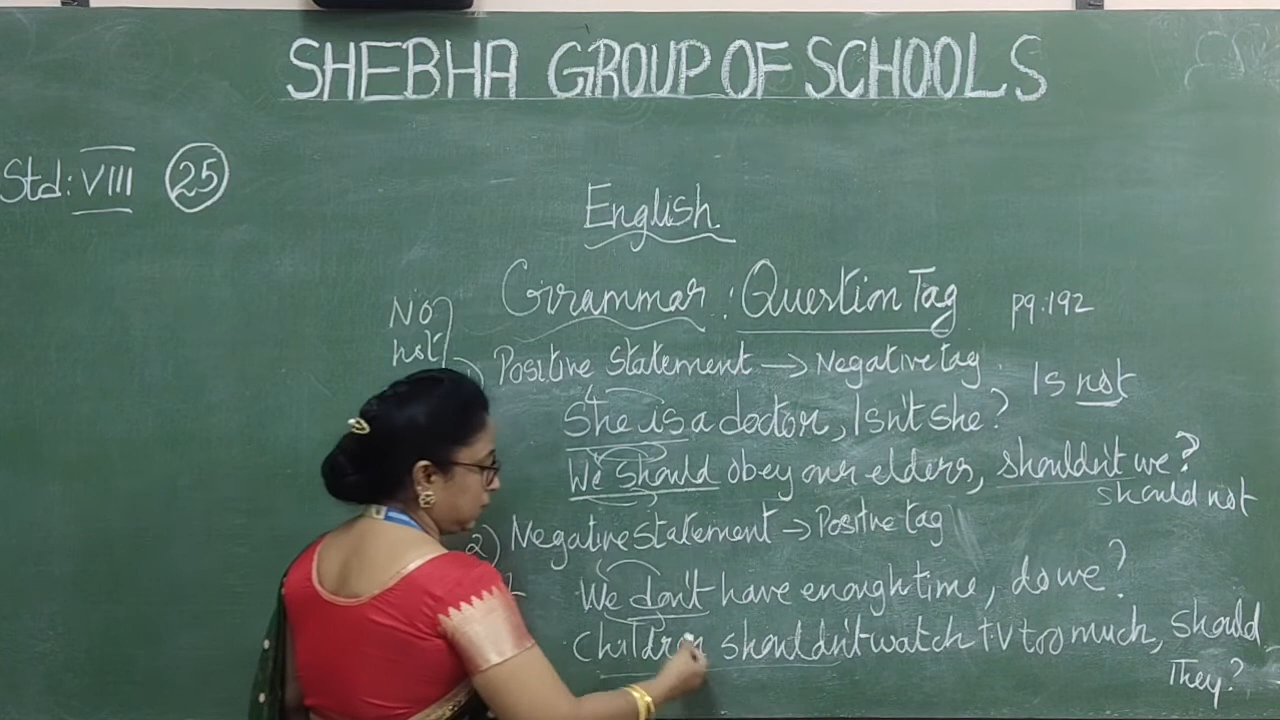 SHEBHA GROUP OF SCHOOLS
Std: VIII 25
English
Grammar : Question Tag pg:192
No
not
1) Positive Statement → Negative tag
Is not
She is a doctor, Isn't she?
We should obey our elders, shouldn't we?
should not
2) Negative Statement → Positive tag
We don't have enough time, do we?
Children shouldn't watch TV too much, should
They?